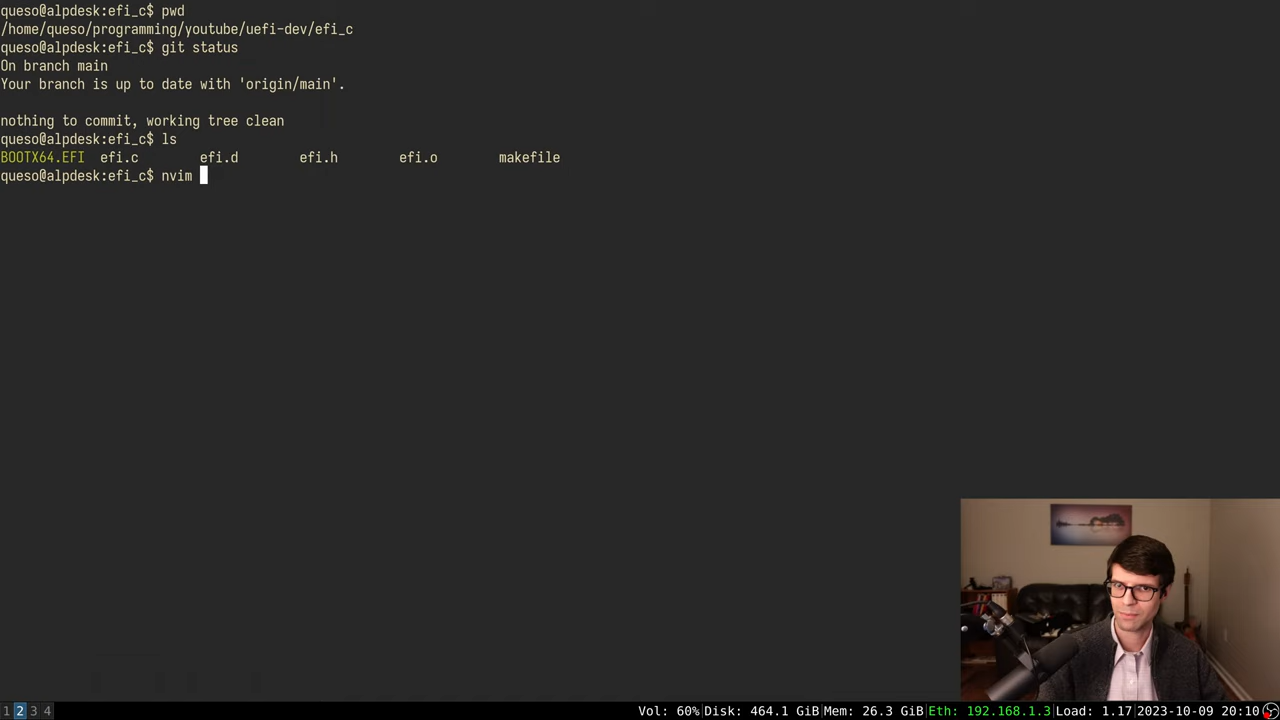 queso@alpdesk:efi_c$ pwd
/home/queso/programming/youtube/uefi-dev/efi_c
queso@alpdesk:efi_c$ git status
On branch main
Your branch is up to date with 'origin/main'.
nothing to commit, working tree clean
queso@alpdesk:efi_c$ ls
BOOTX64.EFI efi.c efi.d efi.h efi.o makefile
queso@alpdesk:efi_c$ nvim
1 2 3 4 Vol: 60%|Disk: 464.1 GiB|Mem: 26.3 GiB|Eth: 192.168.1.3|Load: 1.17|2023-10-09 20:10